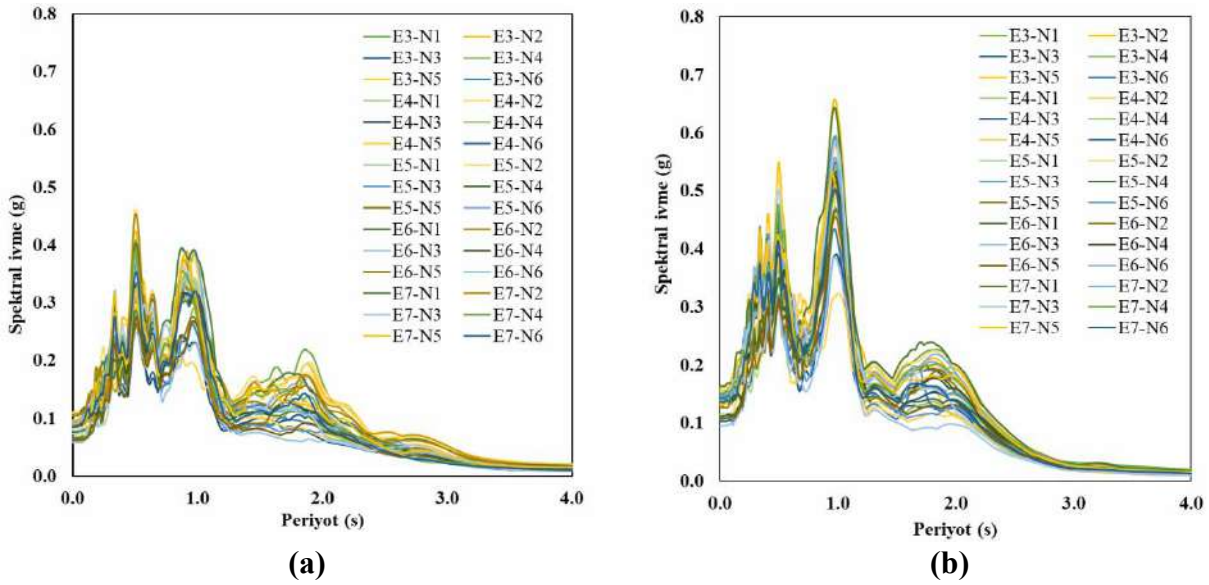 0.8
0.7
0.6
0.5
0.4
0.3
0.2
0.1
0.0
Spektral ivme (g)
0.0 1.0 2.0 3.0 4.0
Periyot (s)
E3-N1 E3-N2
E3-N3 E3-N4
E3-N5 E3-N6
E4-N1 E4-N2
E4-N3 E4-N4
E4-N5 E4-N6
E5-N1 E5-N2
E5-N3 E5-N4
E5-N5 E5-N6
E6-N1 E6-N2
E6-N3 E6-N4
E6-N5 E6-N6
E7-N1 E7-N2
E7-N3 E7-N4
E7-N5 E7-N6
(a)
0.8
0.7
0.6
0.5
0.4
0.3
0.2
0.1
0.0
Spektral ivme (g)
0.0 1.0 2.0 3.0 4.0
Periyot (s)
E3-N1 E3-N2
E3-N3 E3-N4
E3-N5 E3-N6
E4-N1 E4-N2
E4-N3 E4-N4
E4-N5 E4-N6
E5-N1 E5-N2
E5-N3 E5-N4
E5-N5 E5-N6
E6-N1 E6-N2
E6-N3 E6-N4
E6-N5 E6-N6
E7-N1 E7-N2
E7-N3 E7-N4
E7-N5 E7-N6
(b)